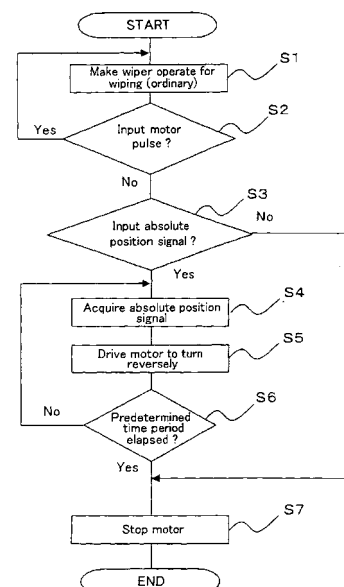 START
S1
Make wiper operate for
wiping (ordinary)
S2
Yes
Input motor
pulse ?
No
S3
No
Input absolute
position signal ?
Yes
S4
Acquire absolute position
signal
S5
Drive motor to turn
reversely
S6
No
Predetermined
time period
elapsed ?
Yes
S7
Stop motor
END